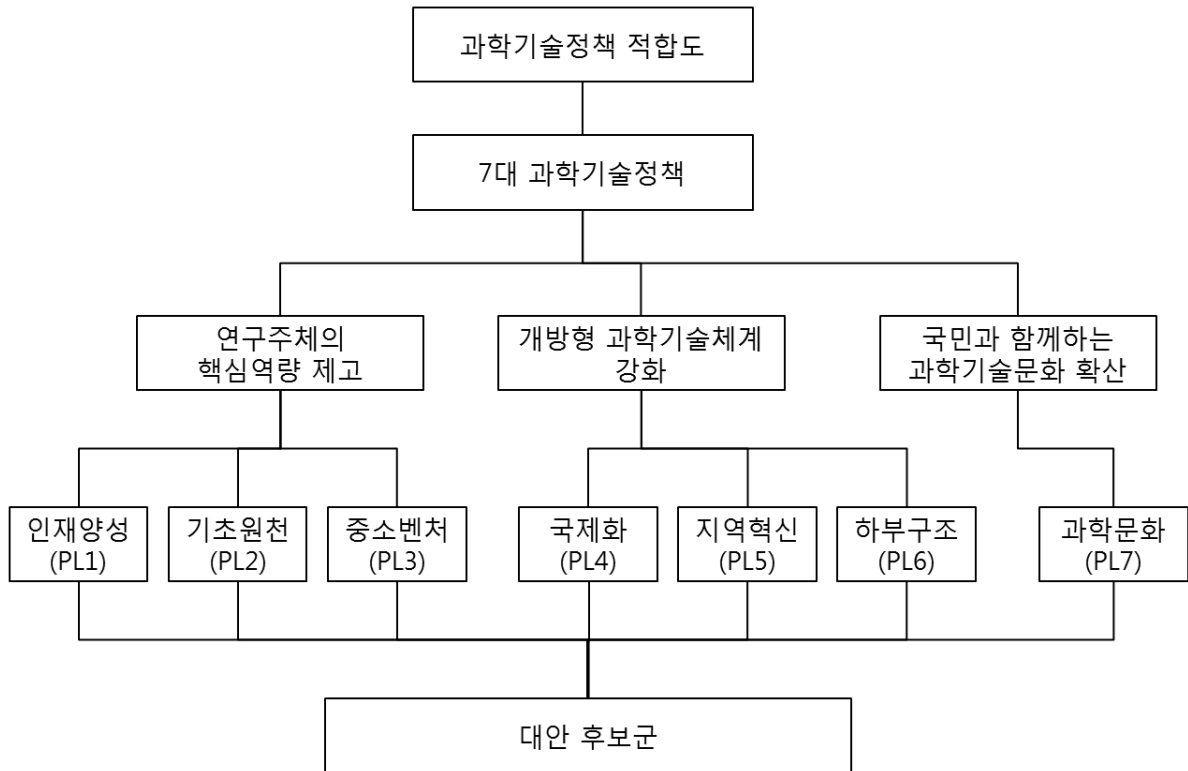 과학기술정책 적합도
7대 과학기술정책
연구주체의
핵심역량 제고
개방형 과학기술체계
강화
국민과 함께하는
과학기술문화 확산
인재양성
(PL1)
기초원천
(PL2)
중소벤처
(PL3)
국제화
(PL4)
지역혁신
(PL5)
하부구조
(PL6)
과학문화
(PL7)
대안 후보군